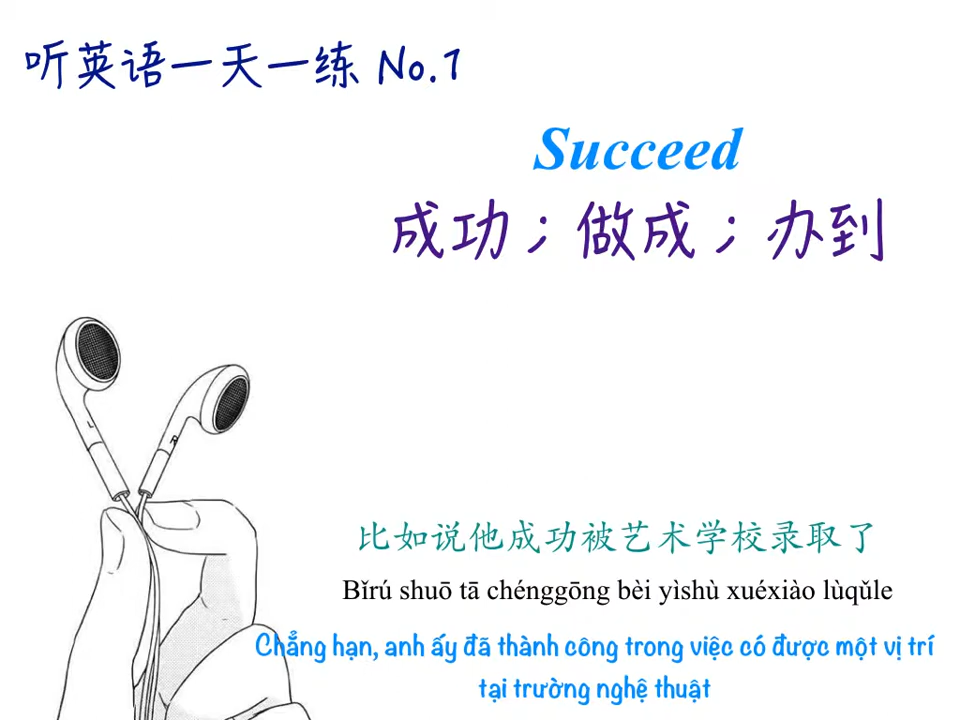 听英语一天一练 No.1
Succeed
成功；做成；办到
L
R
比如说他成功被艺术学校录取了
Bǐrú shuō tā chénggōng bèi yìshù xuéxiào lùqǔle
Chẳng hạn, anh ấy đã thành công trong việc có được một vị trí
tại trường nghệ thuật